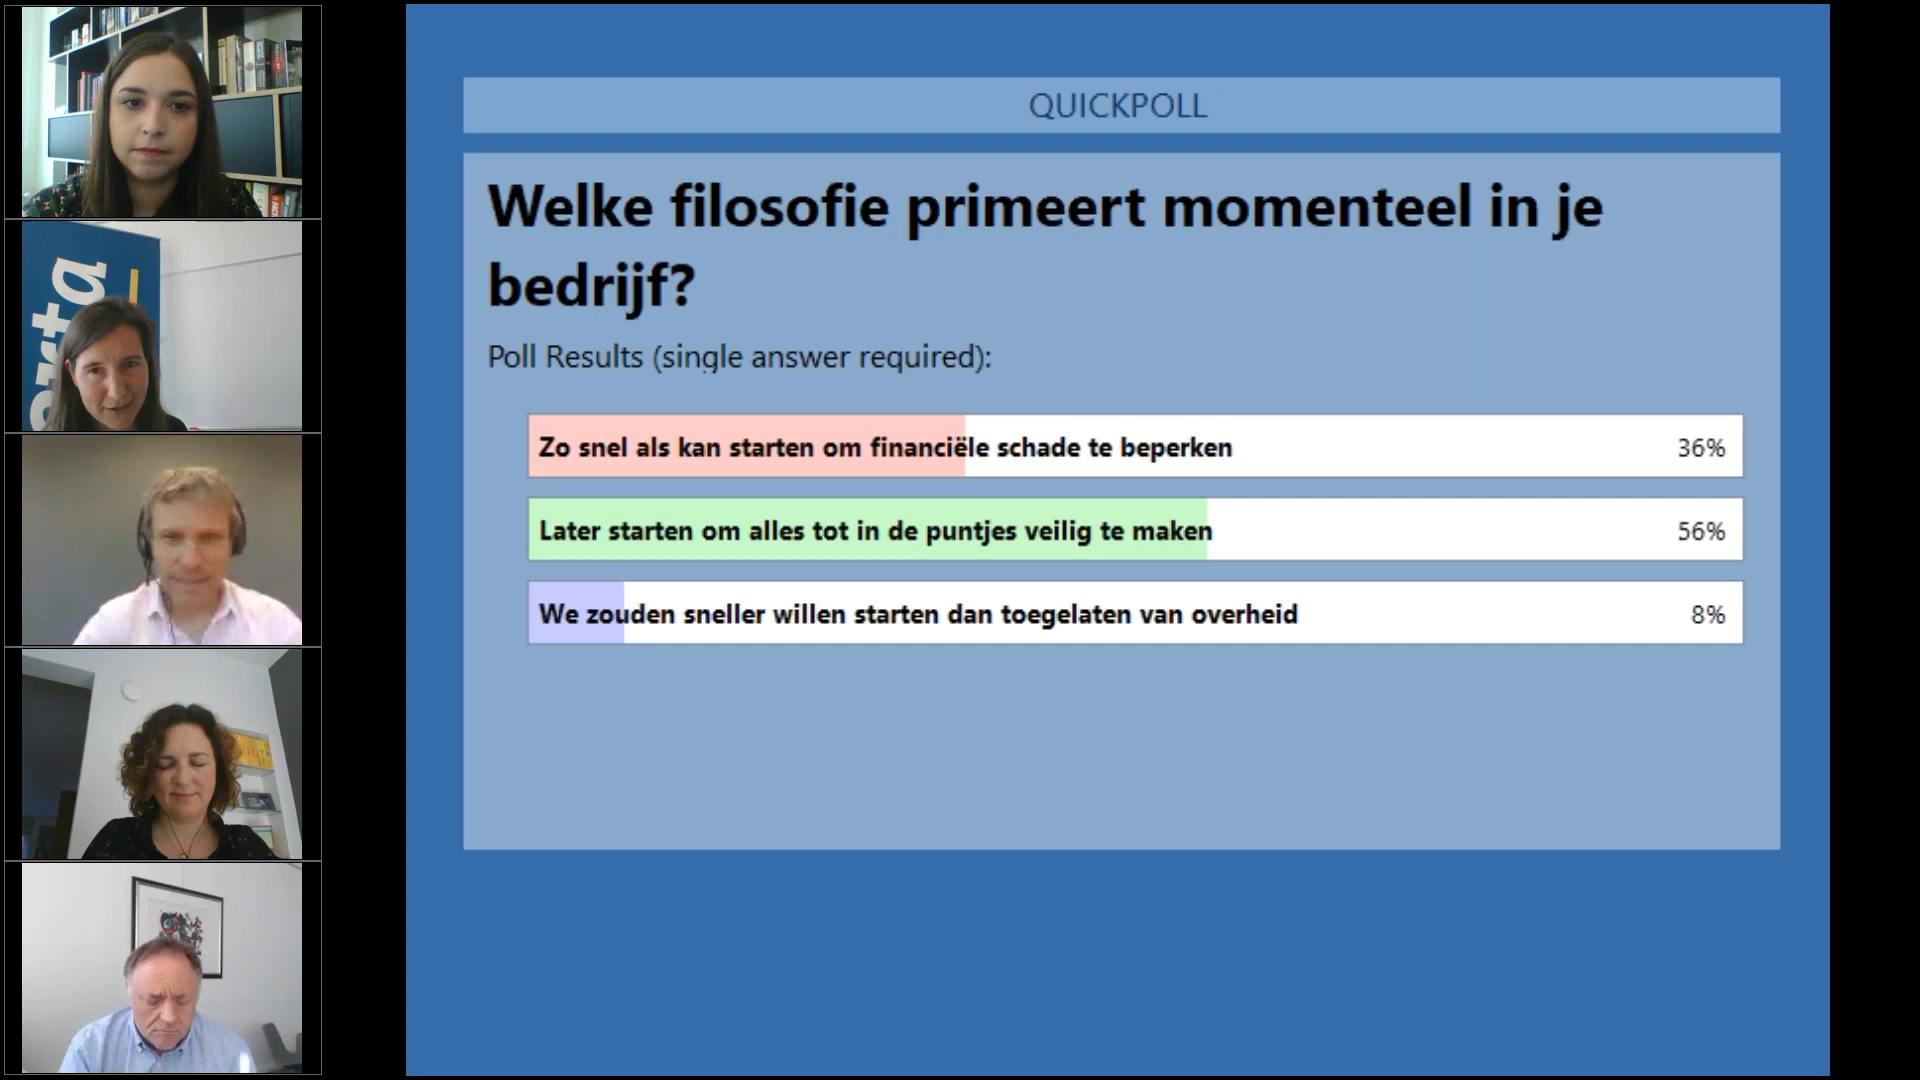 QUICKPOLL
Welke filosofie primeert momenteel in je
bedrijf?
Poll Results (single answer required):
Zo snel als kan starten om financiële schade te beperken 36%
Later starten om alles tot in de puntjes veilig te maken 56%
We zouden sneller willen starten dan toegelaten van overheid 8%